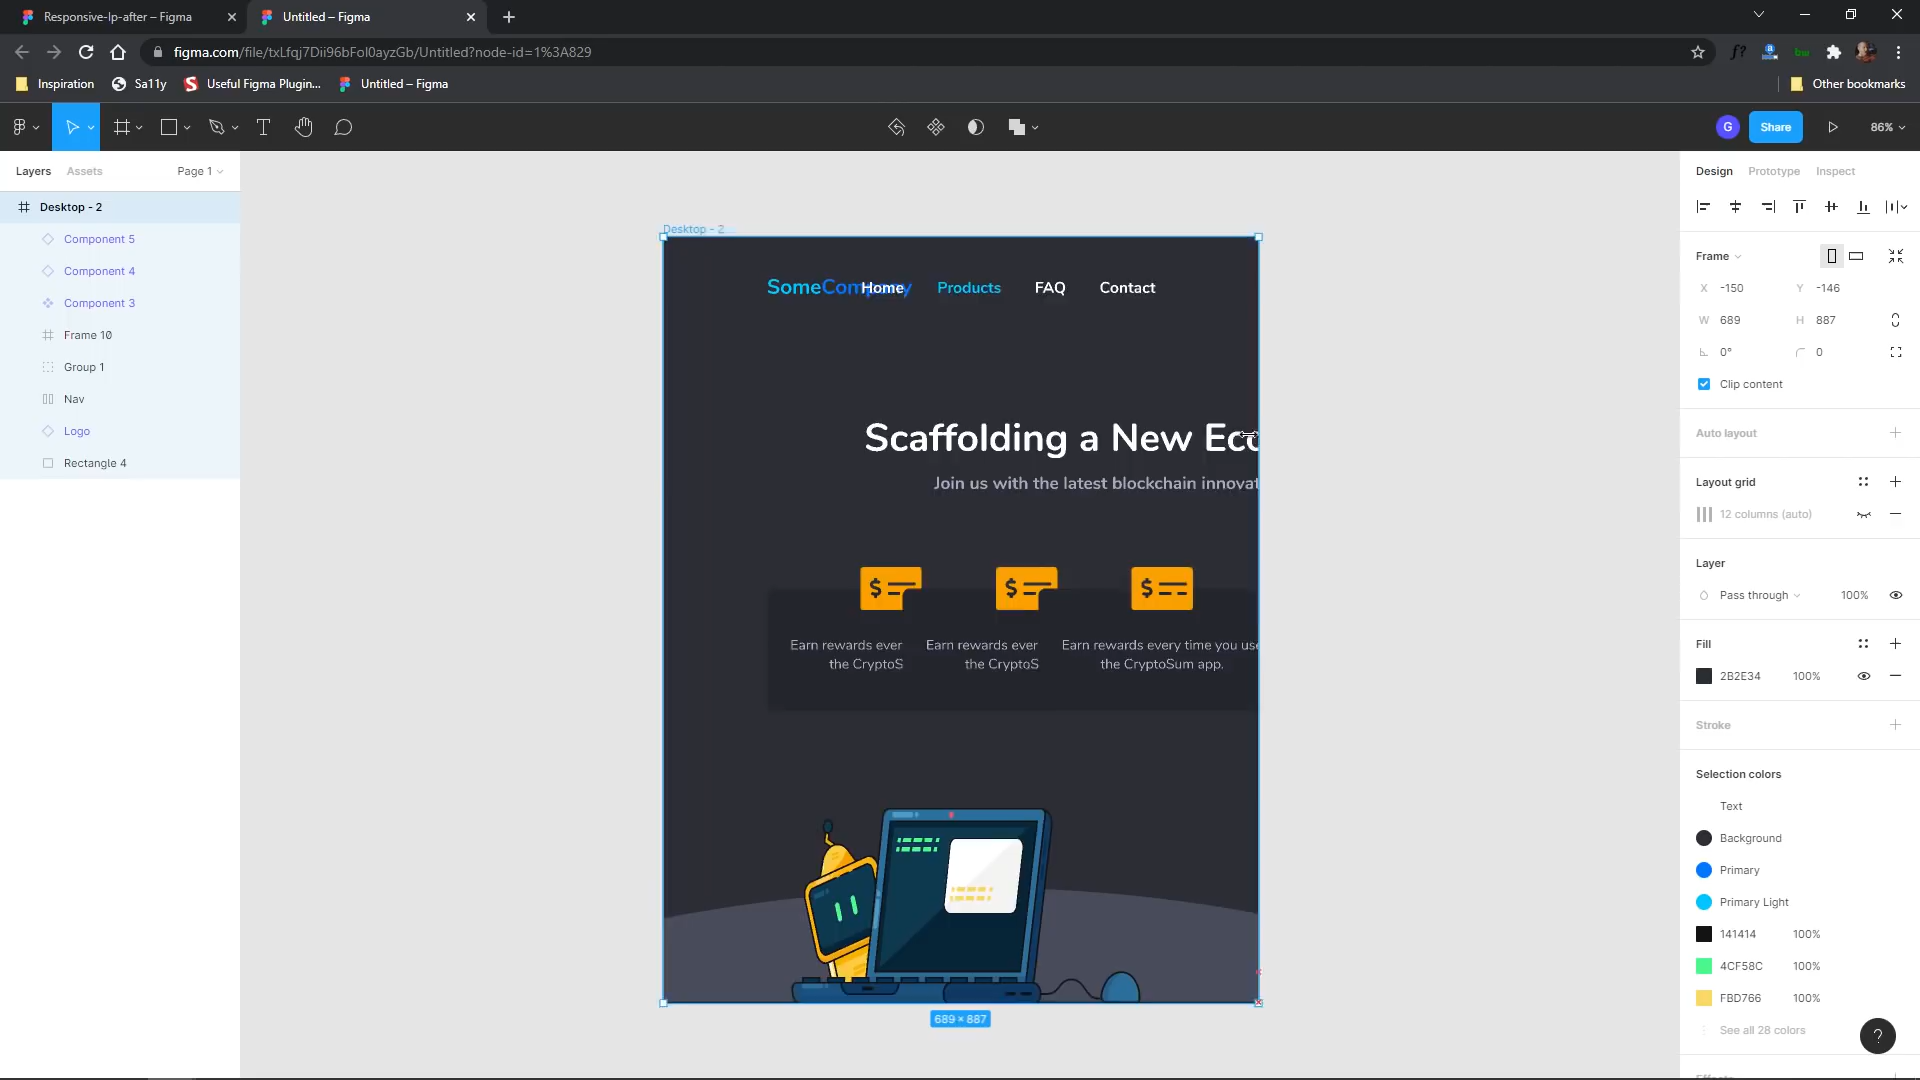 Responsive-lp-after – Figma
Untitled – Figma
figma.com/file/txLfqj7Dii96bFol0ayzGb/Untitled?node-id=1%3A829
f?
Inspiration
Sa11y
Useful Figma Plugin...
Untitled – Figma
Other bookmarks
G
Share
86%
Layers
Assets
Page 1
Desktop - 2
Component 5
Component 4
Component 3
Frame 10
Group 1
Nav
Logo
Rectangle 4
Desktop - 2
SomeCompany
Home
Products
FAQ
Contact
Scaffolding a New Eco
Join us with the latest blockchain innovat
$
$
$
Earn rewards ever
the CryptoS
Earn rewards ever
the CryptoS
Earn rewards every time you use
the CryptoSum app.
689 × 887
Design
Prototype
Inspect
Frame
X -150
Y -146
W 689
H 887
0°
0
Clip content
Auto layout
Layout grid
12 columns (auto)
Layer
Pass through
100%
Fill
2B2E34
100%
Stroke
Selection colors
Text
Background
Primary
Primary Light
141414
100%
4CF58C
100%
FBD766
100%
See all 28 colors
?
Effects